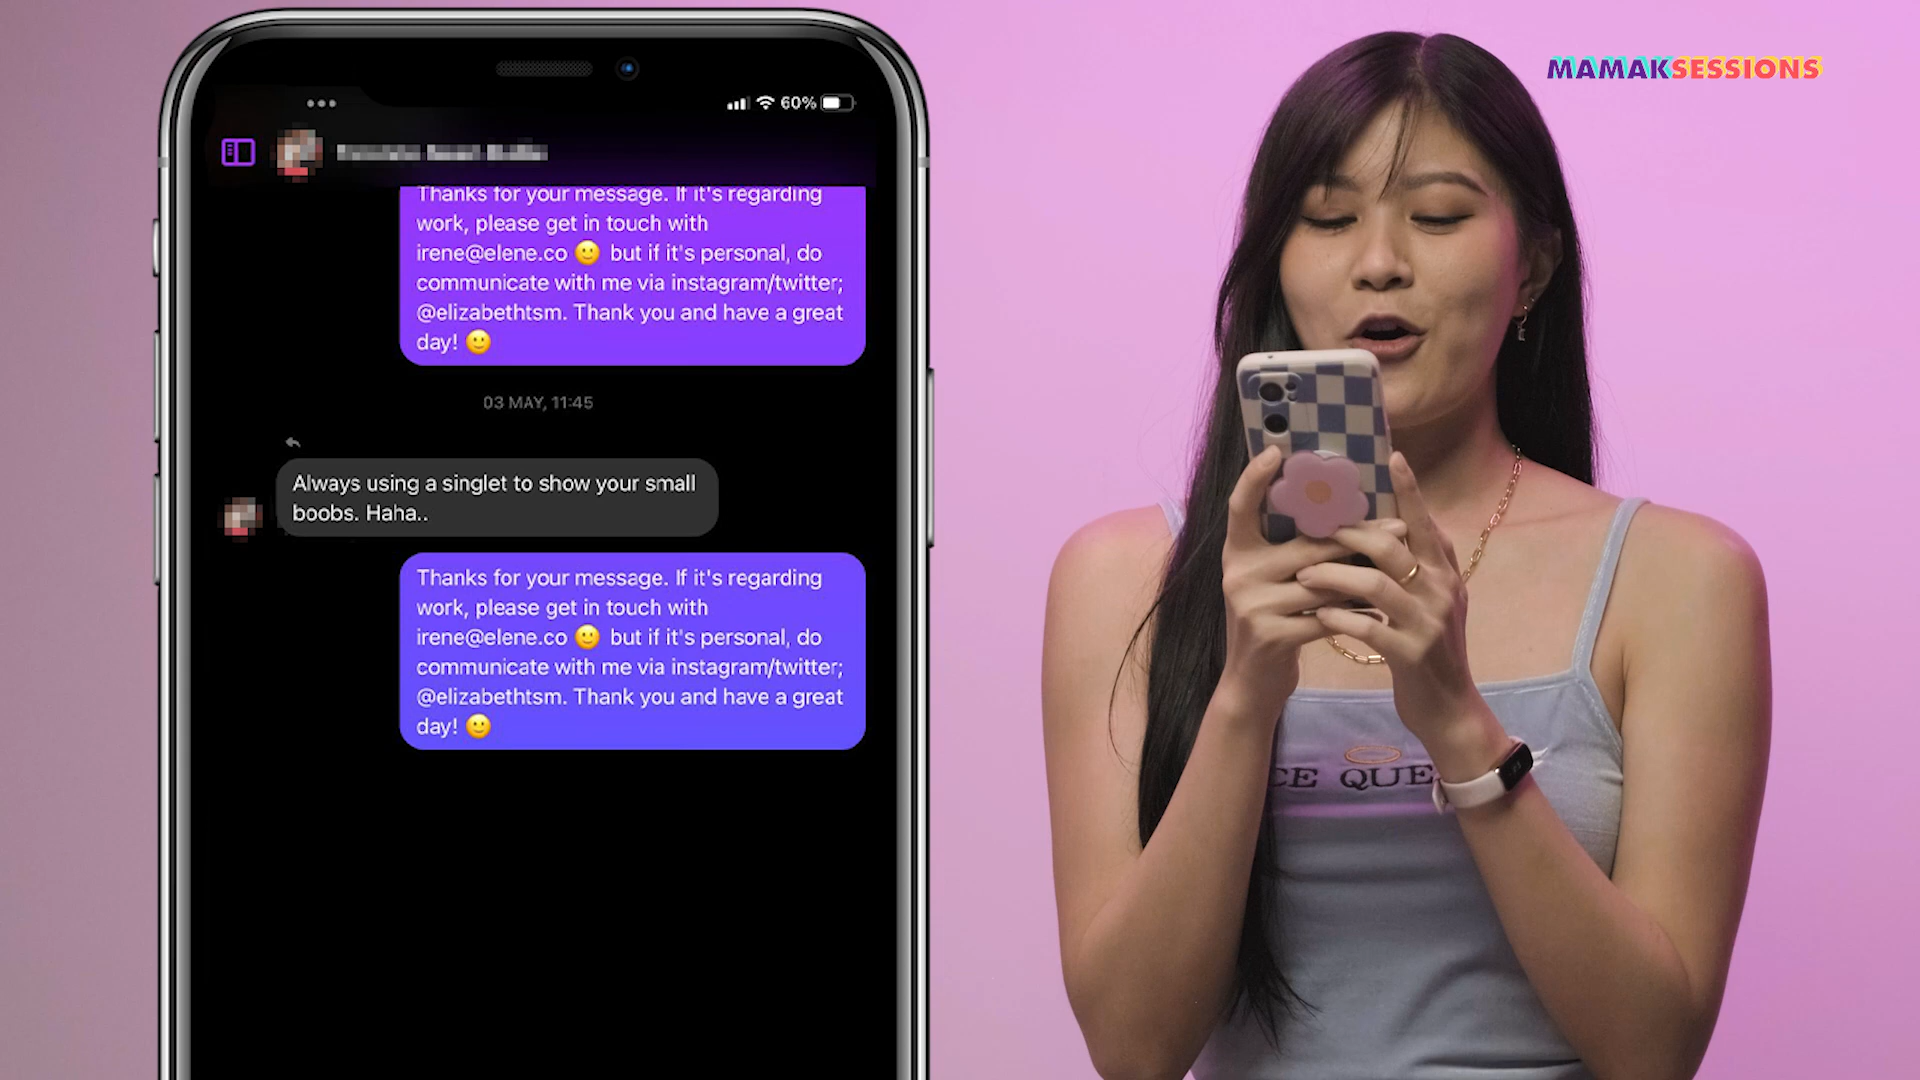 MAMAKSESSIONS
60%
Thanks for your message. If it's regarding
work, please get in touch with
irene@elene.co 🙂 but if it's personal, do
communicate with me via instagram/twitter;
@elizabethtsm. Thank you and have a great
day! 🙂
03 MAY, 11:45
Always using a singlet to show your small
boobs. Haha..
Thanks for your message. If it's regarding
work, please get in touch with
irene@elene.co 🙂 but if it's personal, do
communicate with me via instagram/twitter;
@elizabethtsm. Thank you and have a great
day! 🙂